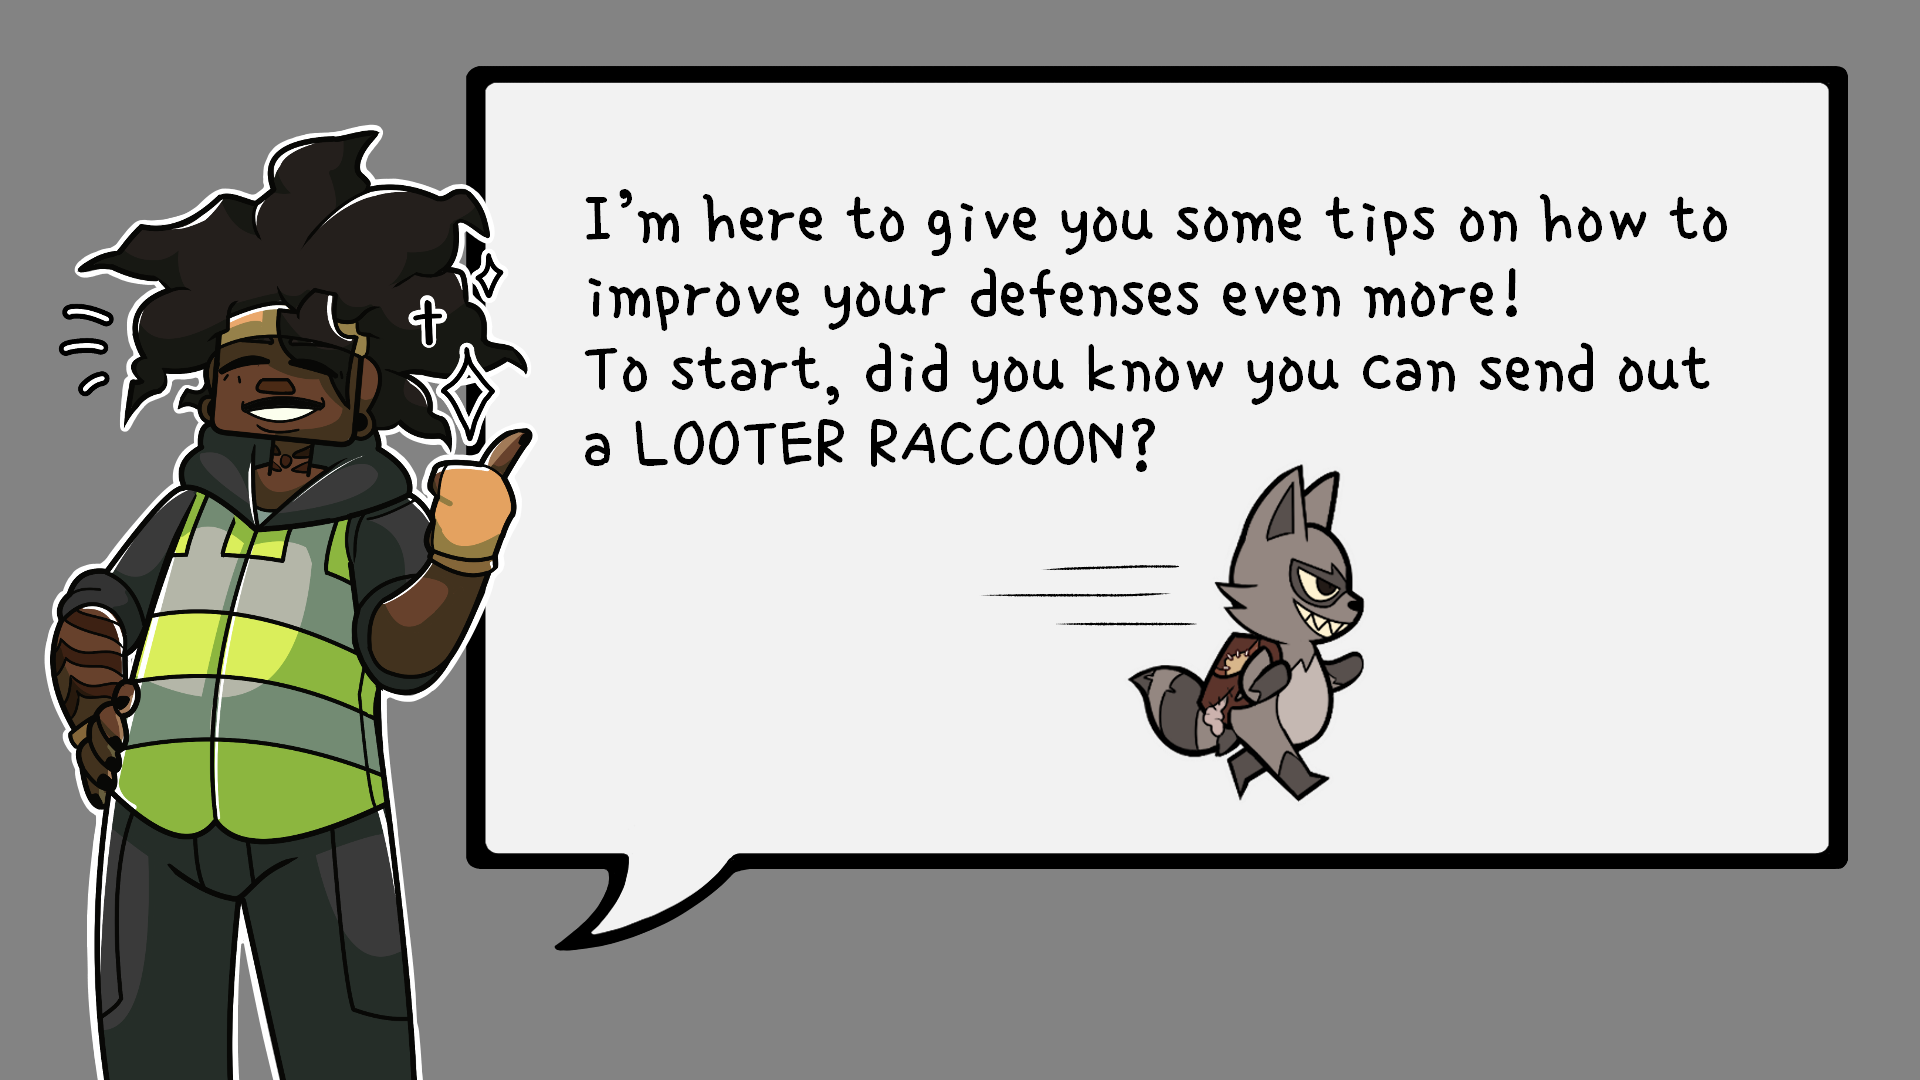 I'm here to give you some tips on how to
improve your defenses even more!
To start, did you know you can send out
a LOOTER RACCOON?